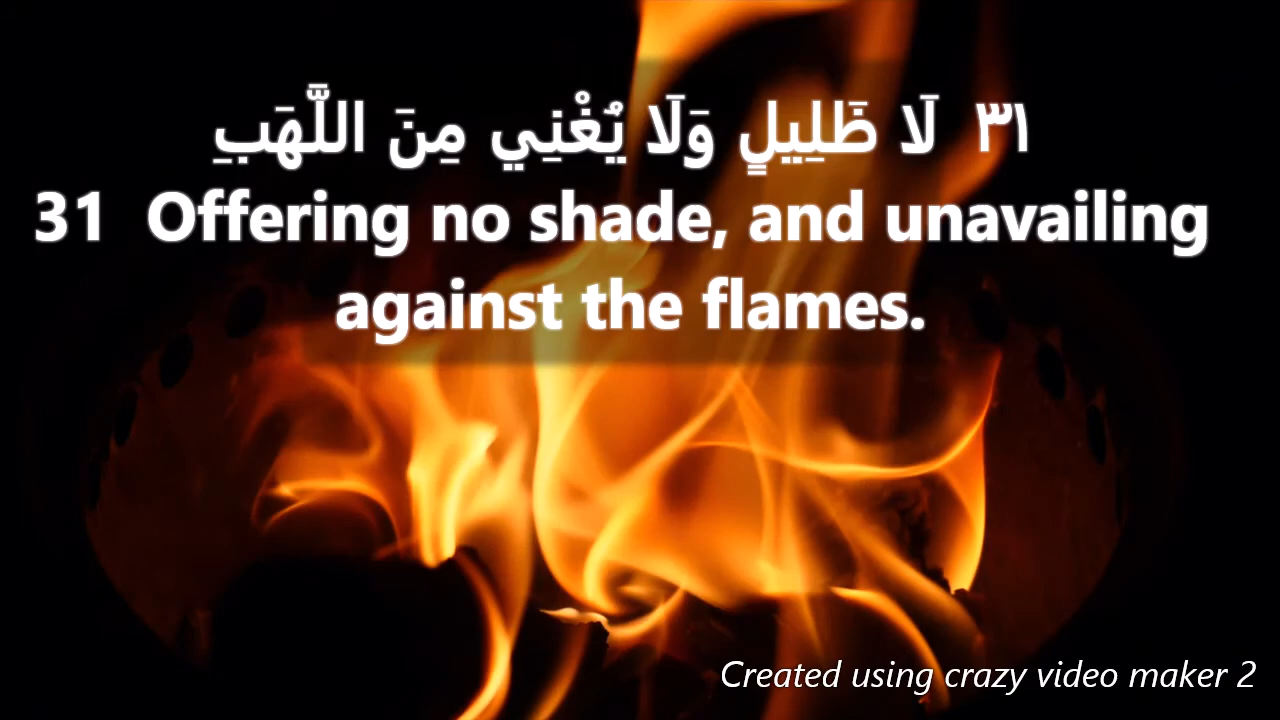 ٣١  لَا ظَلِيلٍ وَلَا يُغْنِي مِنَ اللَّهَبِ
31  Offering no shade, and unavailing
against the flames.
Created using crazy video maker 2